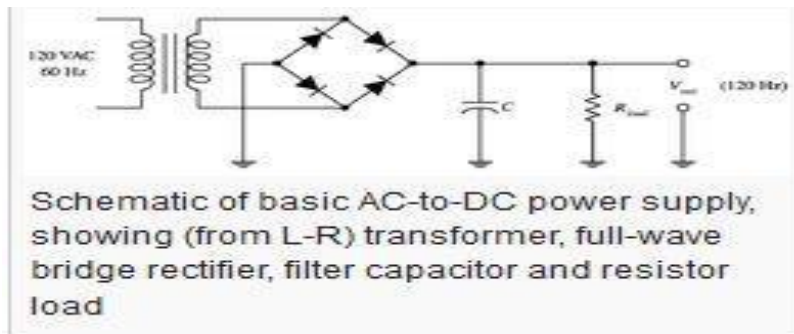 120 VAC
60 Hz
C
R
V
(120 Hz)
Schematic of basic AC-to-DC power supply,
showing (from L-R) transformer, full-wave
bridge rectifier, filter capacitor and resistor
load